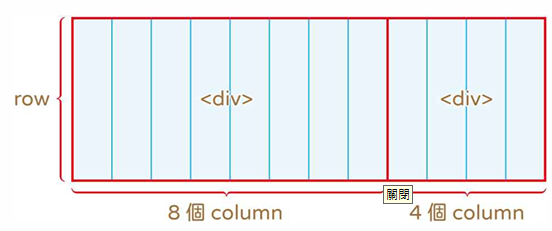 row
<div>
<div>
關閉
8 個 column
4 個 column